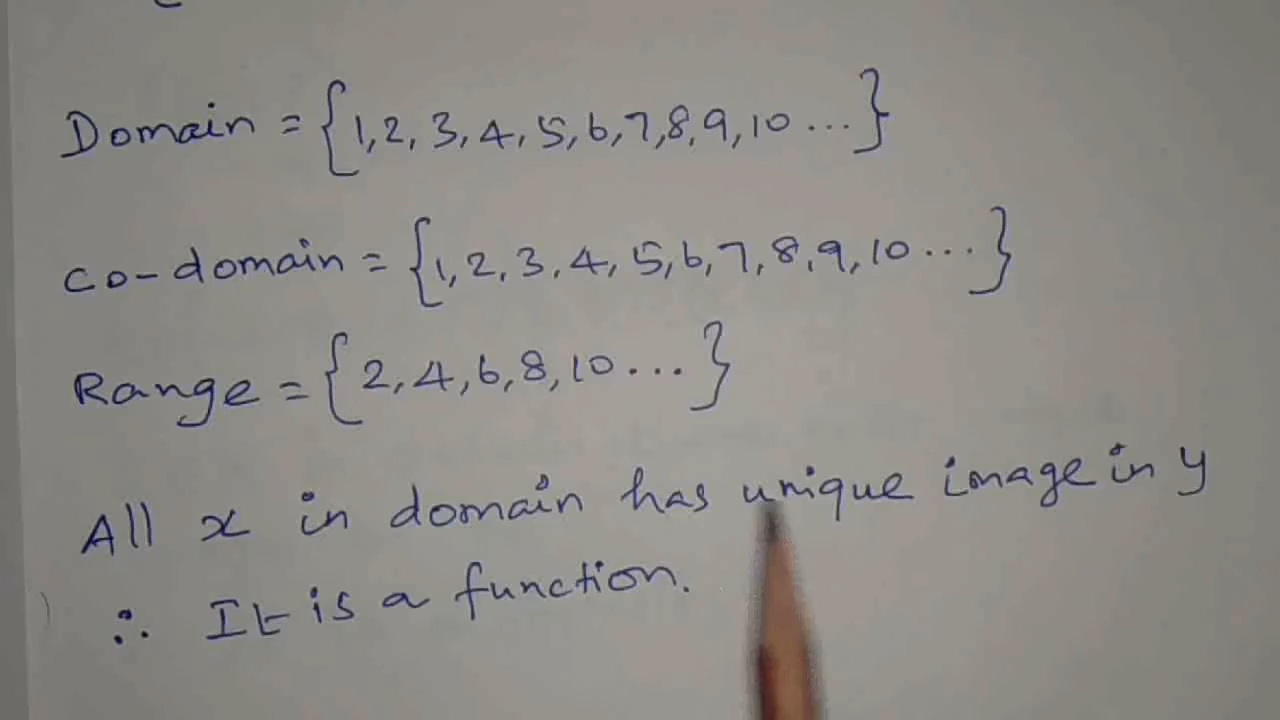 Domain = {1, 2, 3, 4, 5, 6, 7, 8, 9, 10 ...}
co-domain = {1, 2, 3, 4, 5, 6, 7, 8, 9, 10 ...}
Range = {2, 4, 6, 8, 10 ...}
All x in domain has unique image in y
∴ It is a function.